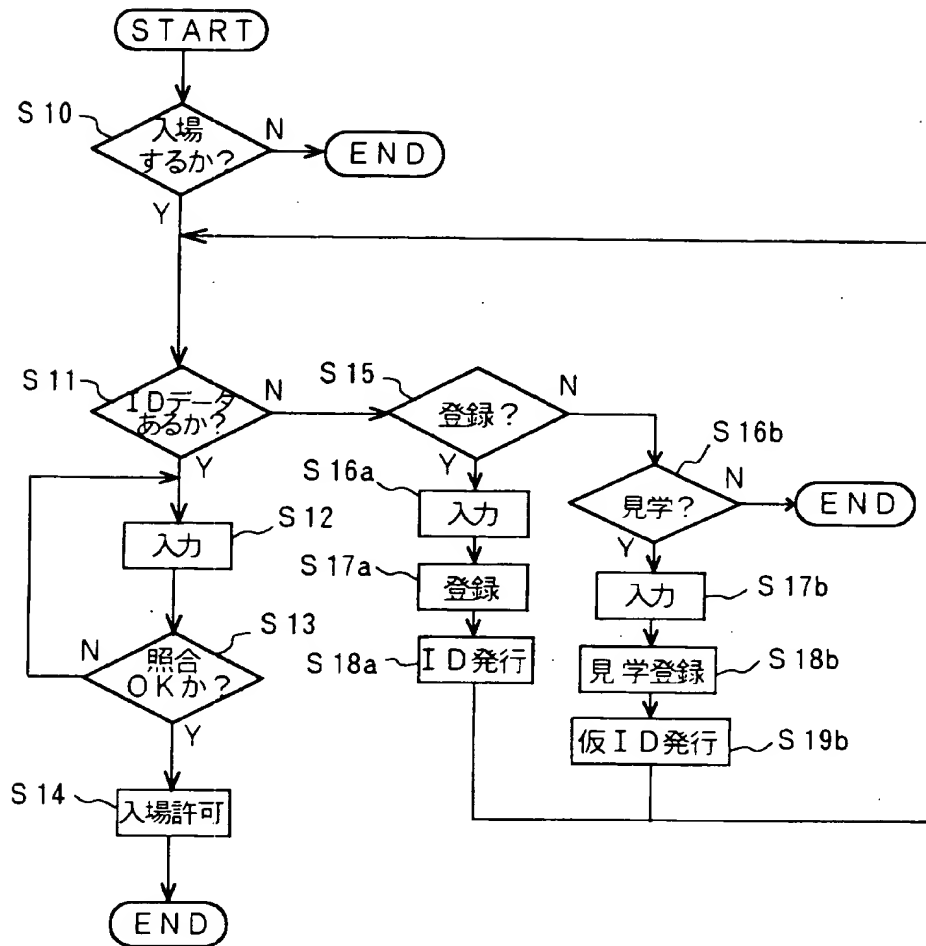 START
S10
入場
するか?
N
END
Y
S11
IDデータ
あるか?
N
Y
S15
登録?
N
Y
S16a
入力
S17a
登録
S18a
ID発行
S16b
見学?
N
END
Y
入力
S17b
見学登録
S18b
仮ID発行
S19b
S12
入力
S13
照合
OKか?
N
Y
S14
入場許可
END